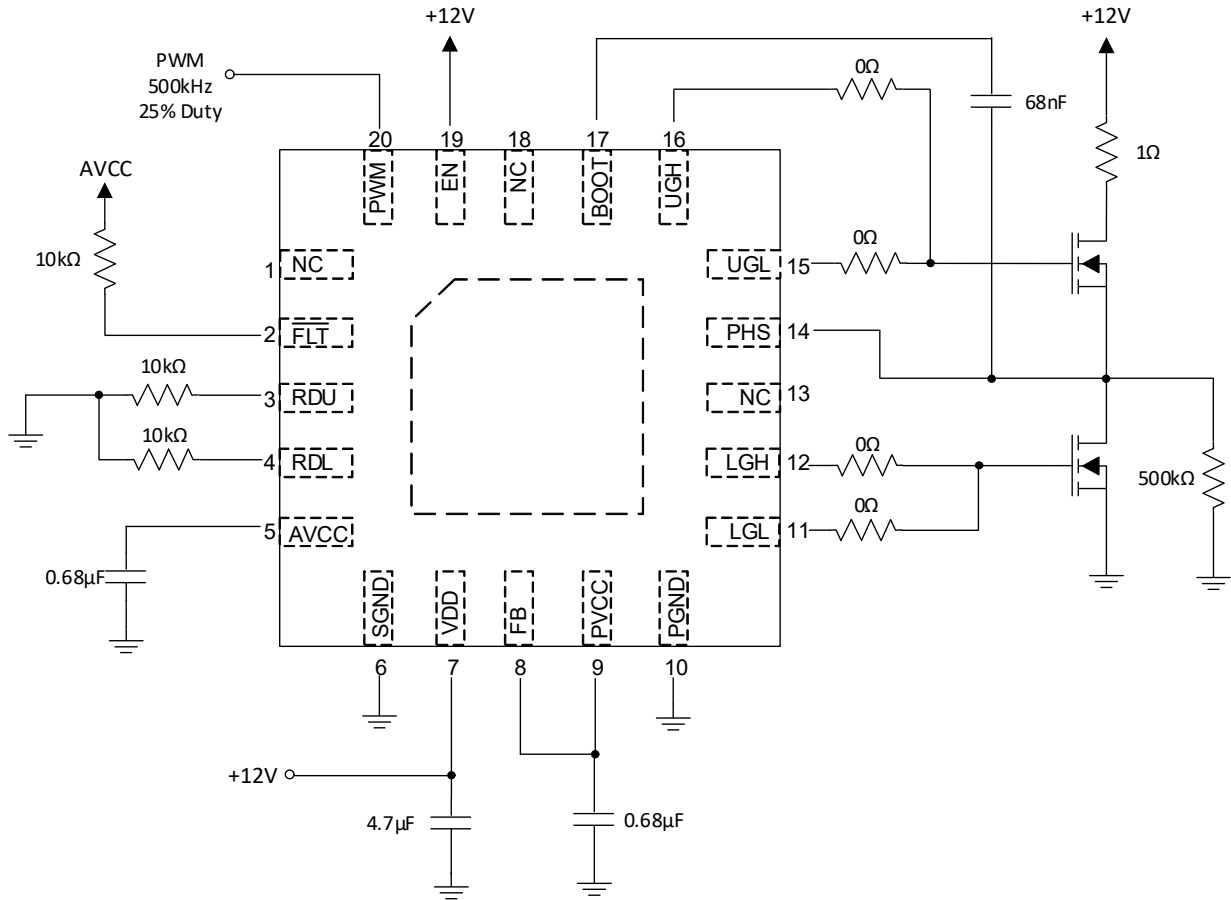 +12V
+12V
PWM
500kHz
25% Duty
0Ω
68nF
1Ω
20
19
18
17
16
PWM
EN
NC
BOOT
UGH
AVCC
10kΩ
0Ω
1
NC
UGL
15
2
FLT
PHS
14
10kΩ
3
RDU
NC
13
10kΩ
4
RDL
LGH
12
0Ω
500kΩ
0Ω
5
AVCC
LGL
11
0.68µF
SGND
VDD
FB
PVCC
PGND
6
7
8
9
10
+12V
4.7µF
0.68µF